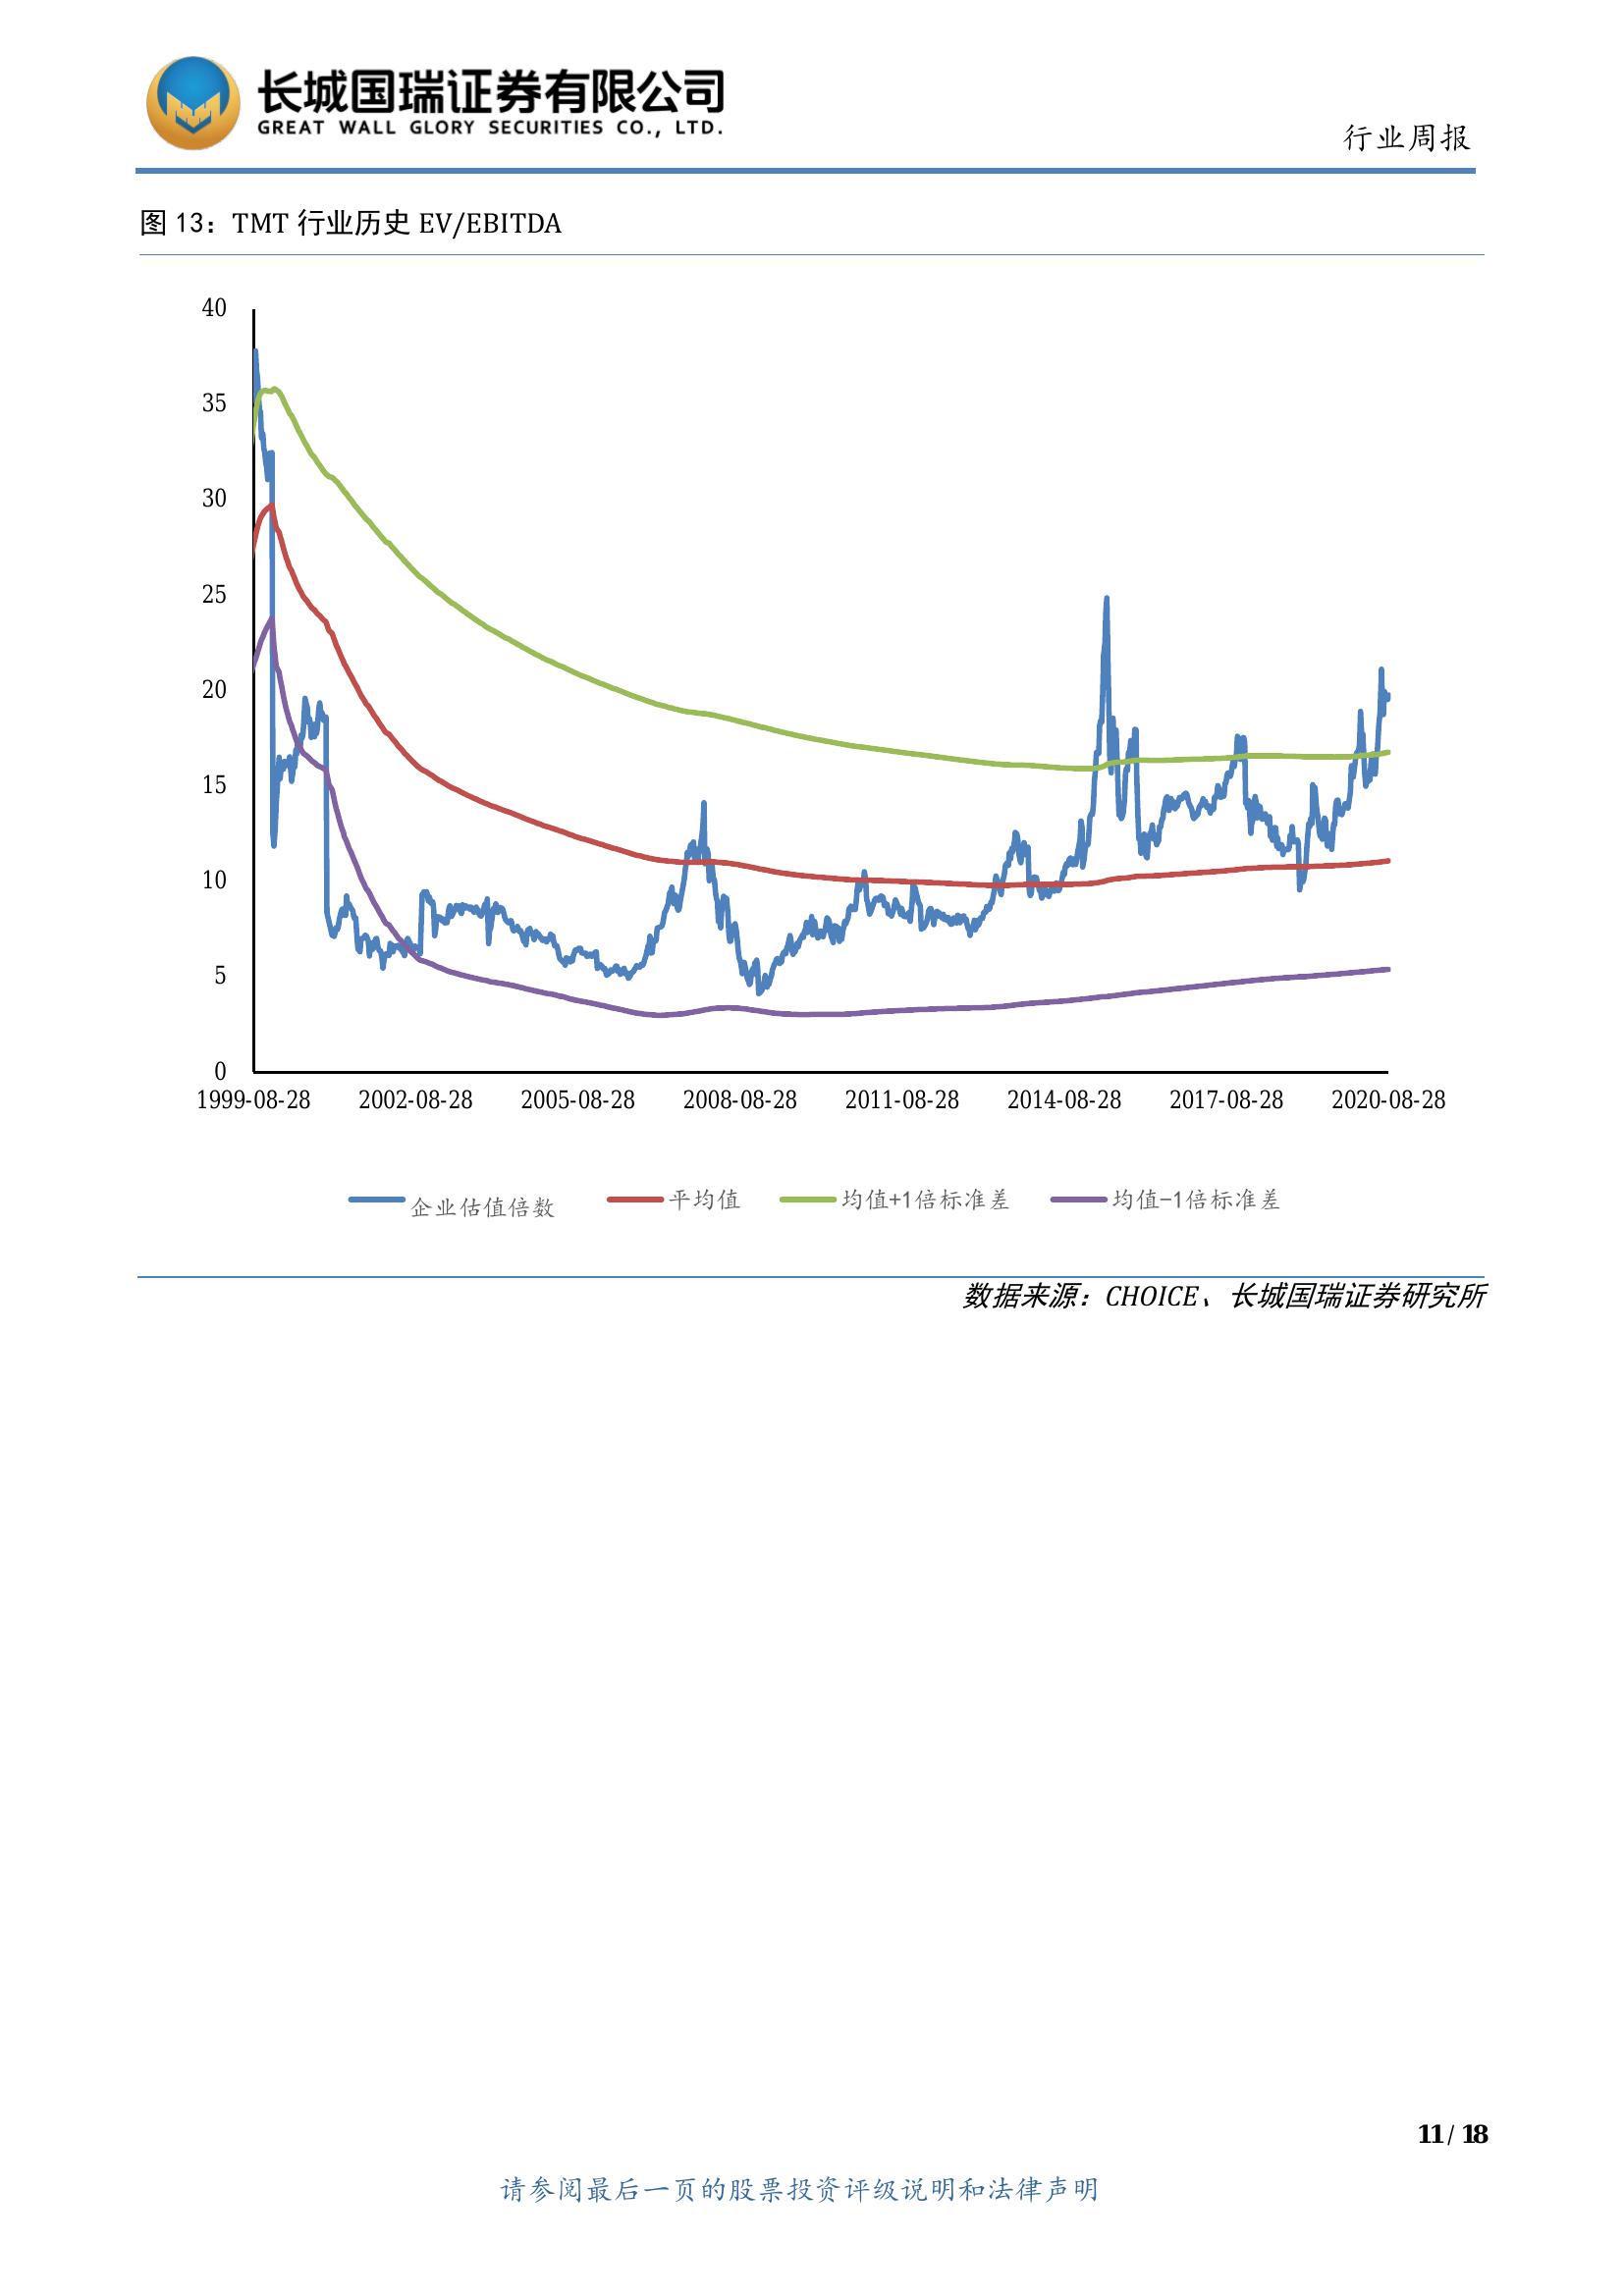 长城国瑞证券有限公司
GREAT WALL GLORY SECURITIES CO., LTD.
行业周报
图 13：TMT 行业历史 EV/EBITDA
40
35
30
25
20
15
10
5
0
1999-08-28 2002-08-28 2005-08-28 2008-08-28 2011-08-28 2014-08-28 2017-08-28 2020-08-28
企业估值倍数 平均值 均值+1倍标准差 均值-1倍标准差
数据来源：CHOICE、长城国瑞证券研究所
11 / 18
请参阅最后一页的股票投资评级说明和法律声明